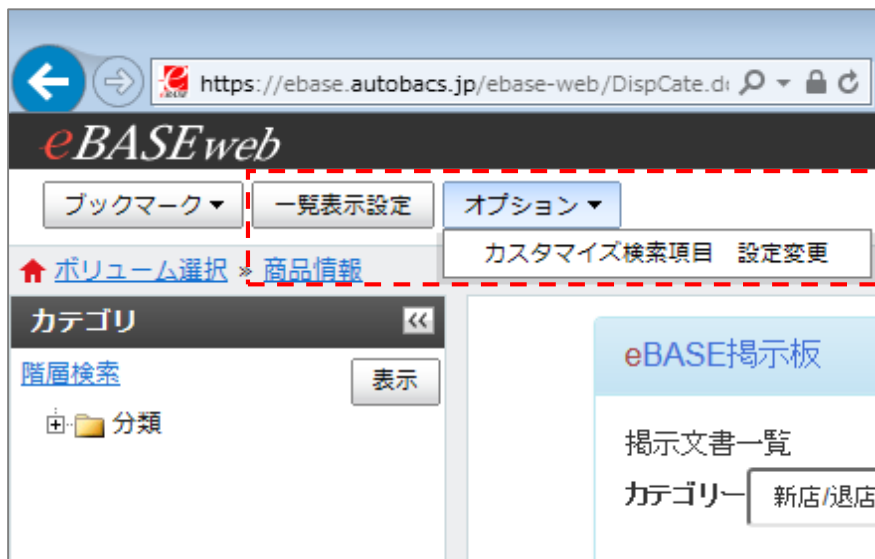 https://ebase.autobacs.jp/ebase-web/DispCate.d
eBASEweb
ブックマーク▼ 一覧表示設定 オプション▼
カスタマイズ検索項目 設定変更
ボリューム選択 » 商品情報
カテゴリ
階層検索 表示
分類
eBASE掲示板
掲示文書一覧
カテゴリー 新店/退店